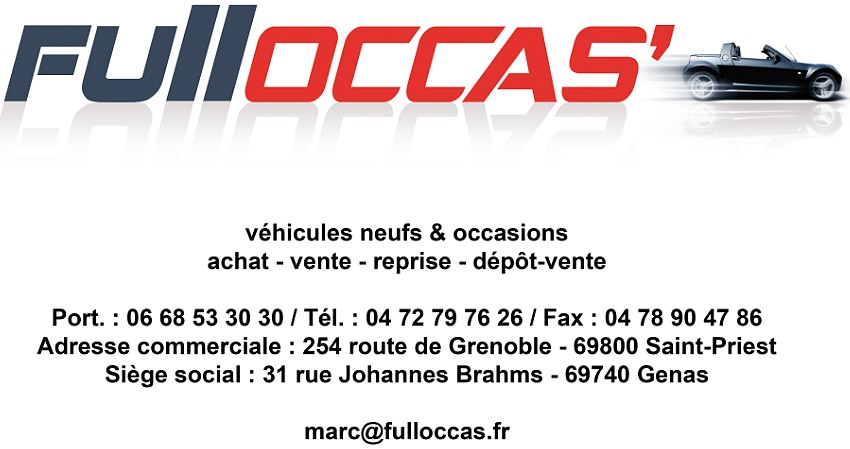 FullOCCAS'
véhicules neufs & occasions
achat - vente - reprise - dépôt-vente
Port. : 06 68 53 30 30 / Tél. : 04 72 79 76 26 / Fax : 04 78 90 47 86
Adresse commerciale : 254 route de Grenoble - 69800 Saint-Priest
Siège social : 31 rue Johannes Brahms - 69740 Genas
marc@fulloccas.fr